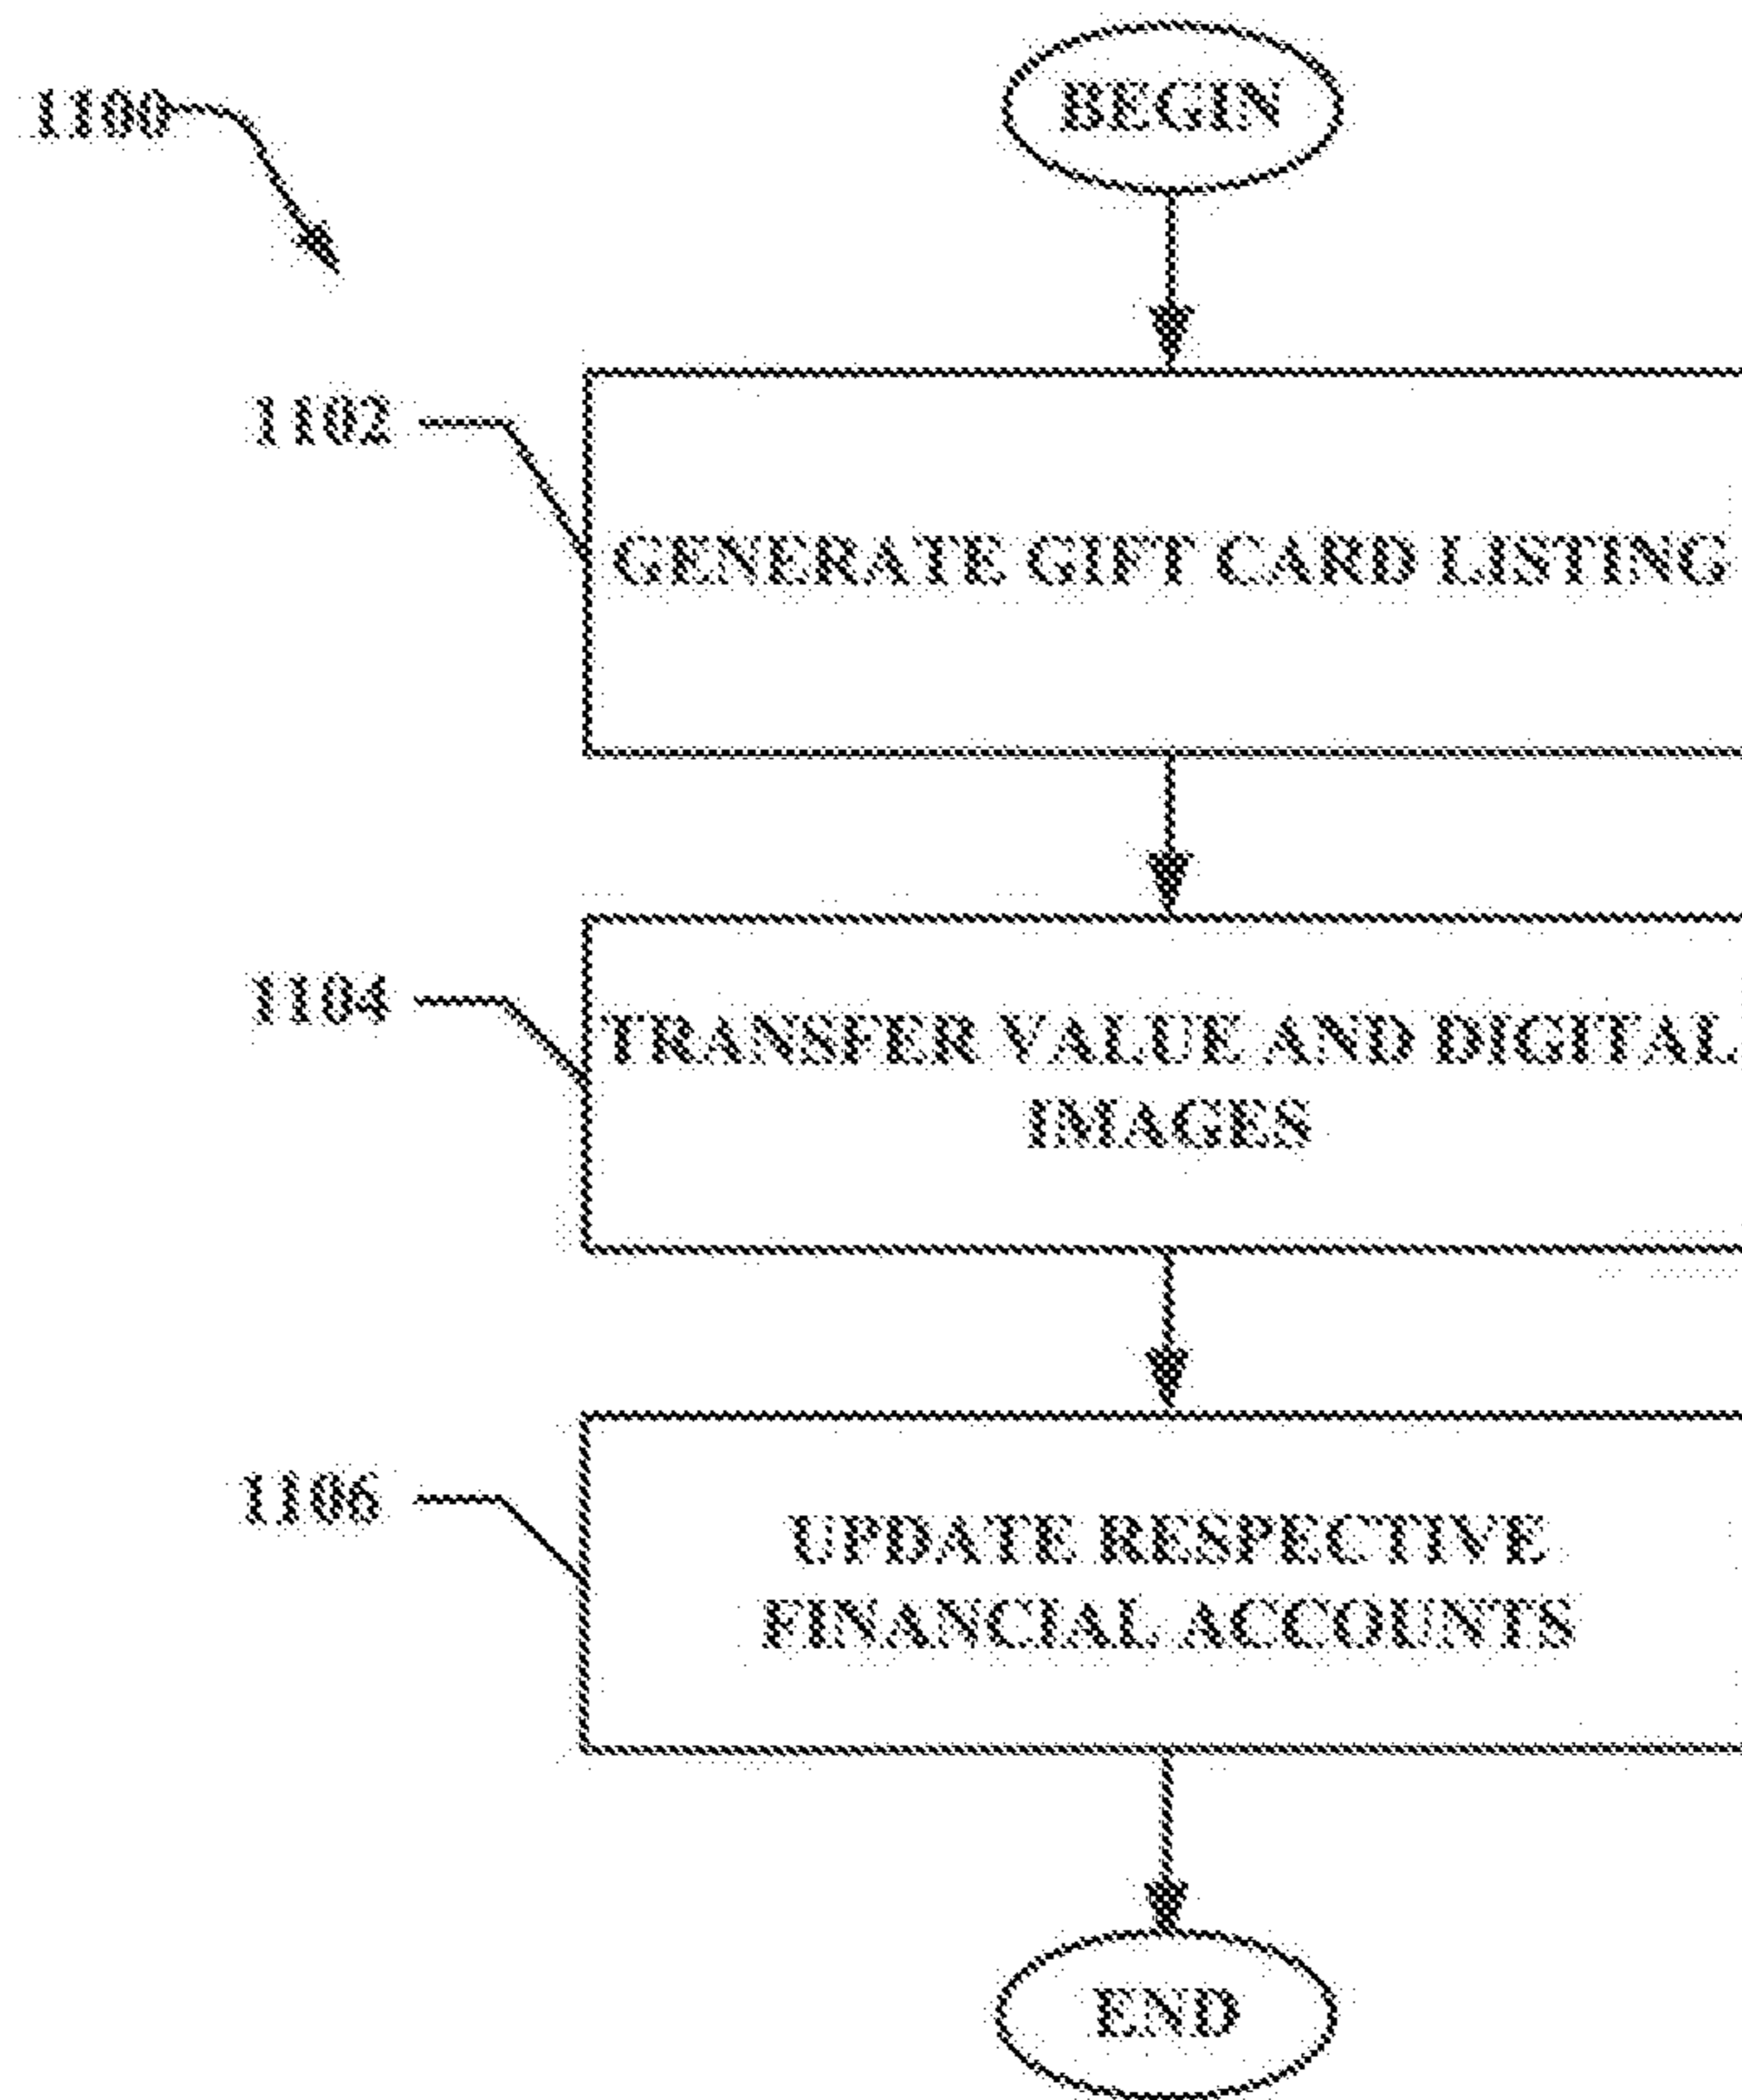 1100
BEGIN
1102
GENERATE GIFT CARD LISTING
1104
TRANSFER VALUE AND DIGITAL
IMAGES
1106
UPDATE RESPECTIVE
FINANCIAL ACCOUNTS
END